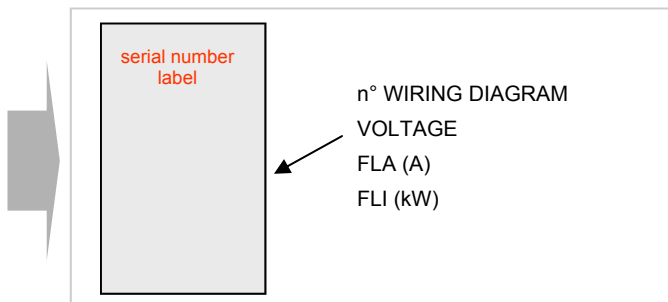 serial number
label
n° WIRING DIAGRAM
VOLTAGE
FLA (A)
FLI (kW)